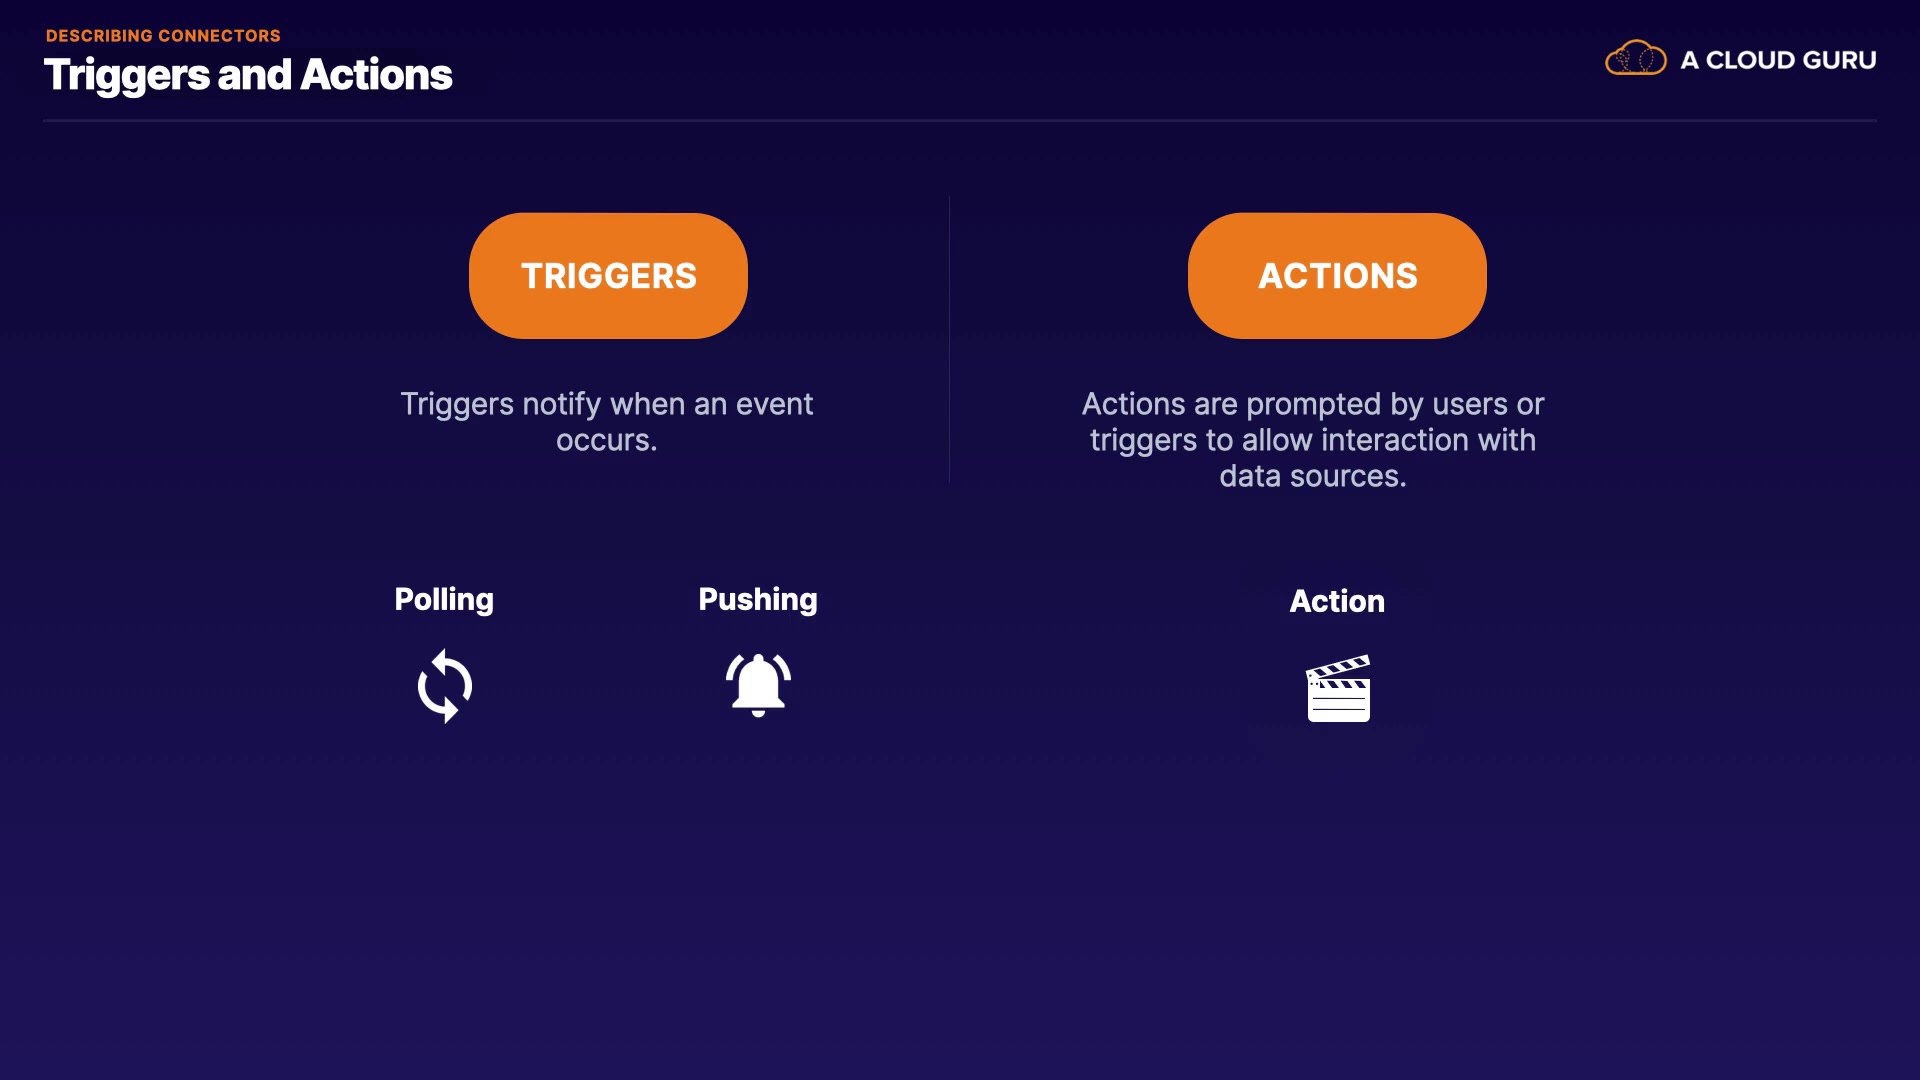 DESCRIBING CONNECTORS
Triggers and Actions
A CLOUD GURU
TRIGGERS
Triggers notify when an event
occurs.
ACTIONS
Actions are prompted by users or
triggers to allow interaction with
data sources.
Polling
Pushing
Action